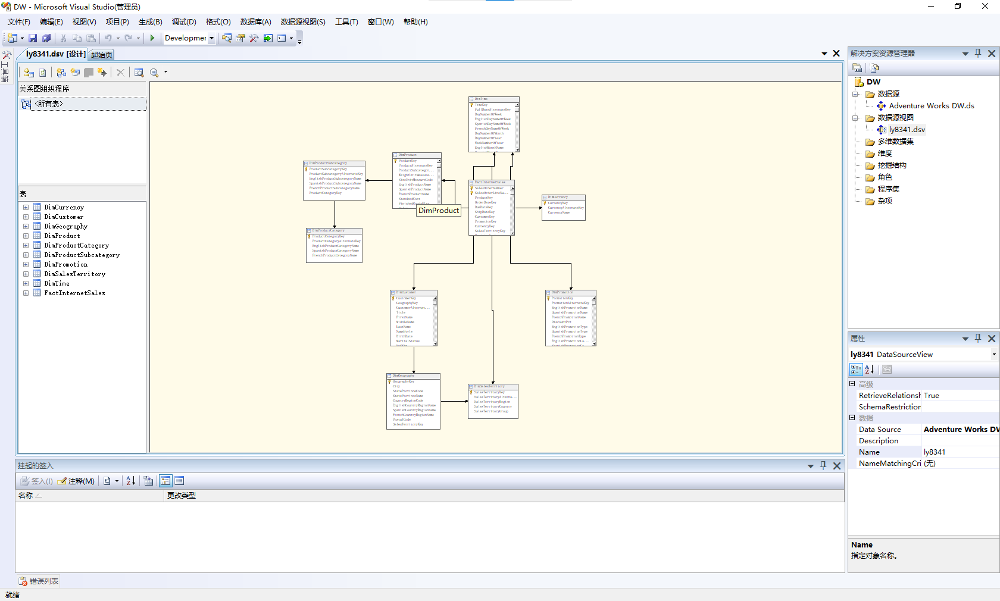 DW - Microsoft Visual Studio(管理员)
文件(F) 编辑(E) 视图(V) 项目(P) 生成(B) 调试(D) 格式(O) 数据库(A) 数据源视图(S) 工具(T) 窗口(W) 帮助(H)
Developmer
工具箱
ly8341.dsv [设计] 起始页
关系图组织程序
<所有表>
表
DimCurrency
DimCustomer
DimGeography
DimProduct
DimProductCategory
DimProductSubcategory
DimPromotion
DimSalesTerritory
DimTime
FactInternetSales
DimTime
TimeKey
FullDateAlternateKey
DayNumberOfWeek
EnglishDayNameOfWeek
SpanishDayNameOfWeek
FrenchDayNameOfWeek
DayNumberOfMonth
DayNumberOfYear
WeekNumberOfYear
EnglishMonthName
DimProductSubcategory
ProductSubcategoryKey
ProductSubcategoryAlternateKey
EnglishProductSubcategoryName
SpanishProductSubcategoryName
FrenchProductSubcategoryName
ProductCategoryKey
DimProduct
ProductKey
ProductAlternateKey
ProductSubcategor...
WeightUnitMeasure...
SizeUnitMeasureCode
EnglishProductName
SpanishProductName
FrenchProductName
StandardCost
FinishedGoodsFlag
DimProduct
FactInternetSales
SalesOrderNumber
SalesOrderLineNu...
ProductKey
OrderDateKey
DueDateKey
ShipDateKey
CustomerKey
PromotionKey
CurrencyKey
SalesTerritoryKey
DimCurrency
CurrencyKey
CurrencyAlternateKey
CurrencyName
DimProductCategory
ProductCategoryKey
ProductCategoryAlternateKey
EnglishProductCategoryName
SpanishProductCategoryName
FrenchProductCategoryName
DimCustomer
CustomerKey
GeographyKey
CustomerAlternat...
Title
FirstName
MiddleName
LastName
NameStyle
BirthDate
MaritalStatus
DimPromotion
PromotionKey
PromotionAlternateKey
EnglishPromotionName
SpanishPromotionName
FrenchPromotionName
DiscountPct
EnglishPromotionType
SpanishPromotionType
FrenchPromotionType
EnglishPromotionCa...
DimGeography
GeographyKey
City
StateProvinceCode
StateProvinceName
CountryRegionCode
EnglishCountryRegionName
SpanishCountryRegionName
FrenchCountryRegionName
PostalCode
SalesTerritoryKey
DimSalesTerritory
SalesTerritoryKey
SalesTerritoryAlterna...
SalesTerritoryRegion
SalesTerritoryCountry
SalesTerritoryGroup
挂起的签入
签入(I) 注释(M)
名称 更改类型
错误列表
就绪
解决方案资源管理器
DW
数据源
Adventure Works DW.ds
数据源视图
ly8341.dsv
多维数据集
维度
挖掘结构
角色
程序集
杂项
属性
ly8341 DataSourceView
高级
RetrieveRelationsh True
SchemaRestriction
数据
Data Source Adventure Works DW
Description
Name ly8341
NameMatchingCri (无)
Name
指定对象名称。